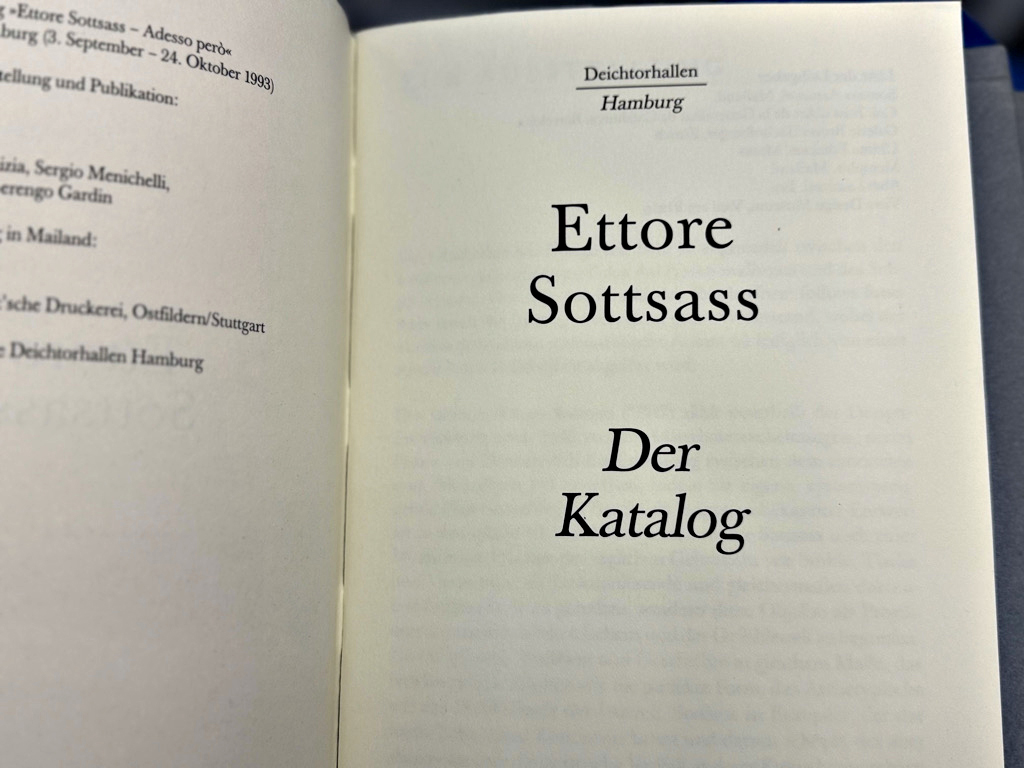 »Ettore Sottsass – Adesso però«
burg (3. September – 24. Oktober 1993)
tellung und Publikation:
izia, Sergio Menichelli,
erengo Gardin
in Mailand:
'sche Druckerei, Ostfildern/Stuttgart
e Deichtorhallen Hamburg
Deichtorhallen
Hamburg
Ettore
Sottsass
Der
Katalog